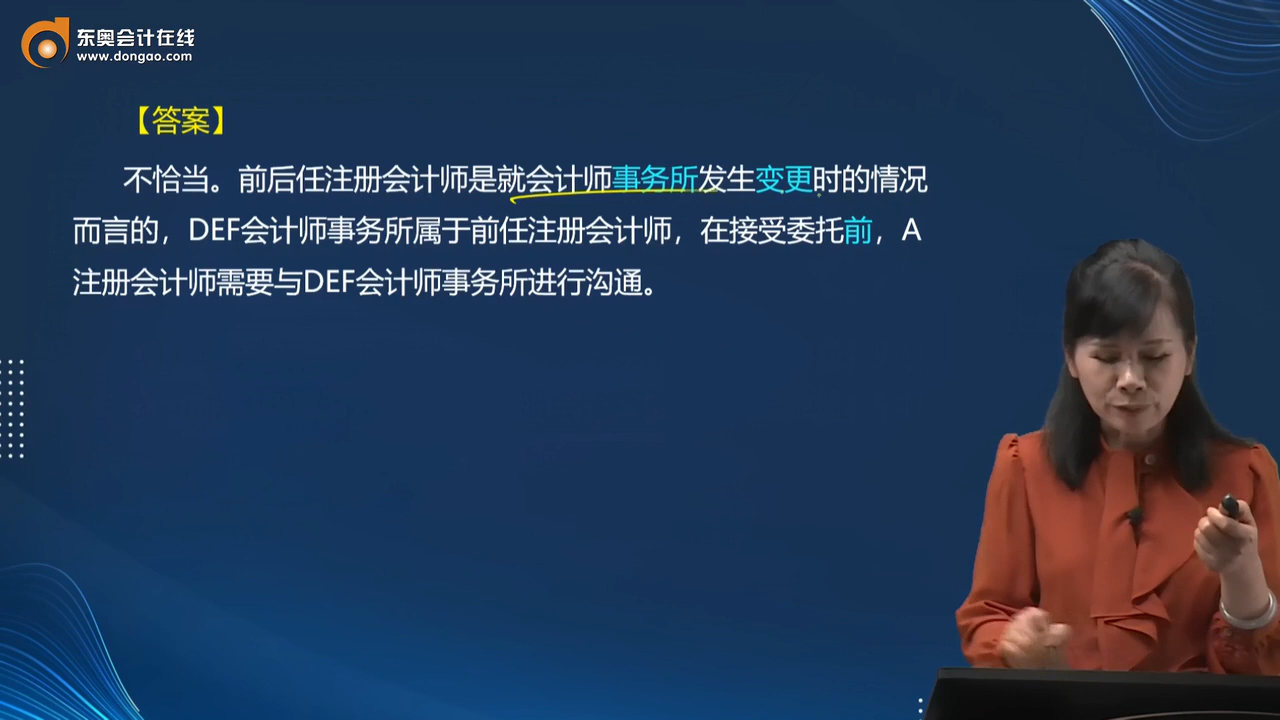 东奥会计在线
www.dongao.com
【答案】
不恰当。前后任注册会计师是就会计师事务所发生变更时的情况
而言的，DEF会计师事务所属于前任注册会计师，在接受委托前，A
注册会计师需要与DEF会计师事务所进行沟通。